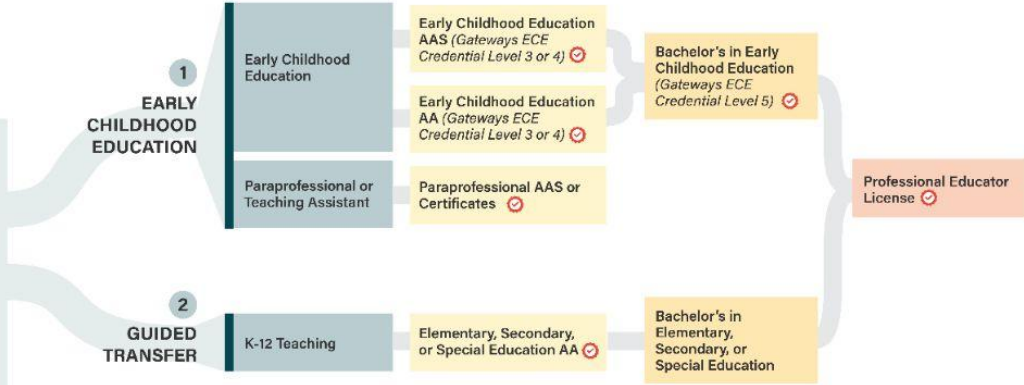 1
EARLY
CHILDHOOD
EDUCATION
Early Childhood
Education
Early Childhood Education
AAS (Gateways ECE
Credential Level 3 or 4)
Early Childhood Education
AA (Gateways ECE
Credential Level 3 or 4)
Bachelor's in Early
Childhood Education
(Gateways ECE
Credential Level 5)
Paraprofessional or
Teaching Assistant
Paraprofessional AAS or
Certificates
Professional Educator
License
2
GUIDED
TRANSFER
K-12 Teaching
Elementary, Secondary,
or Special Education AA
Bachelor's in
Elementary,
Secondary, or
Special Education